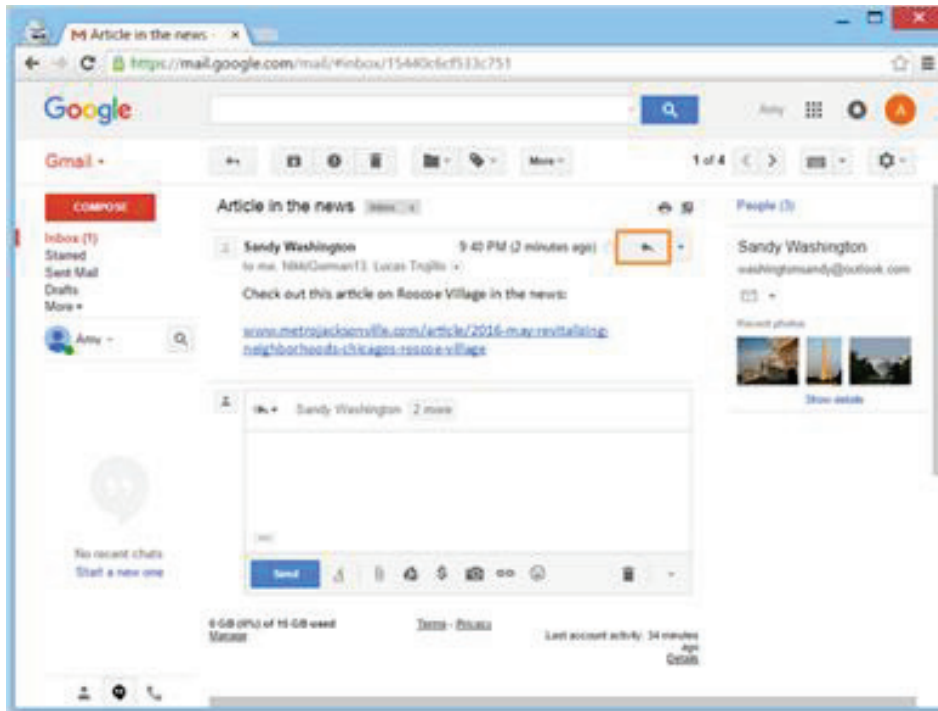 M Article in the news - ×
https://mail.google.com/mail/#inbox/15440c6cf533c751
Google
Amy
A
Gmail
More
1 of 4
COMPOSE
Article in the news Inbox x
People (3)
Inbox (1)
Starred
Sent Mail
Drafts
More
Sandy Washington 9:40 PM (2 minutes ago)
to me, NikkiGorman13, Lucas Trujillo
Sandy Washington
washingtonsandy@outlook.com
Check out this article on Roscoe Village in the news:
www.metrojacksonville.com/article/2016-may-revitalizing-
neighborhoods-chicagos-roscoe-village
Recent photos
Show details
Amy
Sandy Washington 2 more
No recent chats
Start a new one
Send
0 GB (0%) of 15 GB used
Manage
Terms - Privacy
Last account activity: 34 minutes
ago
Details